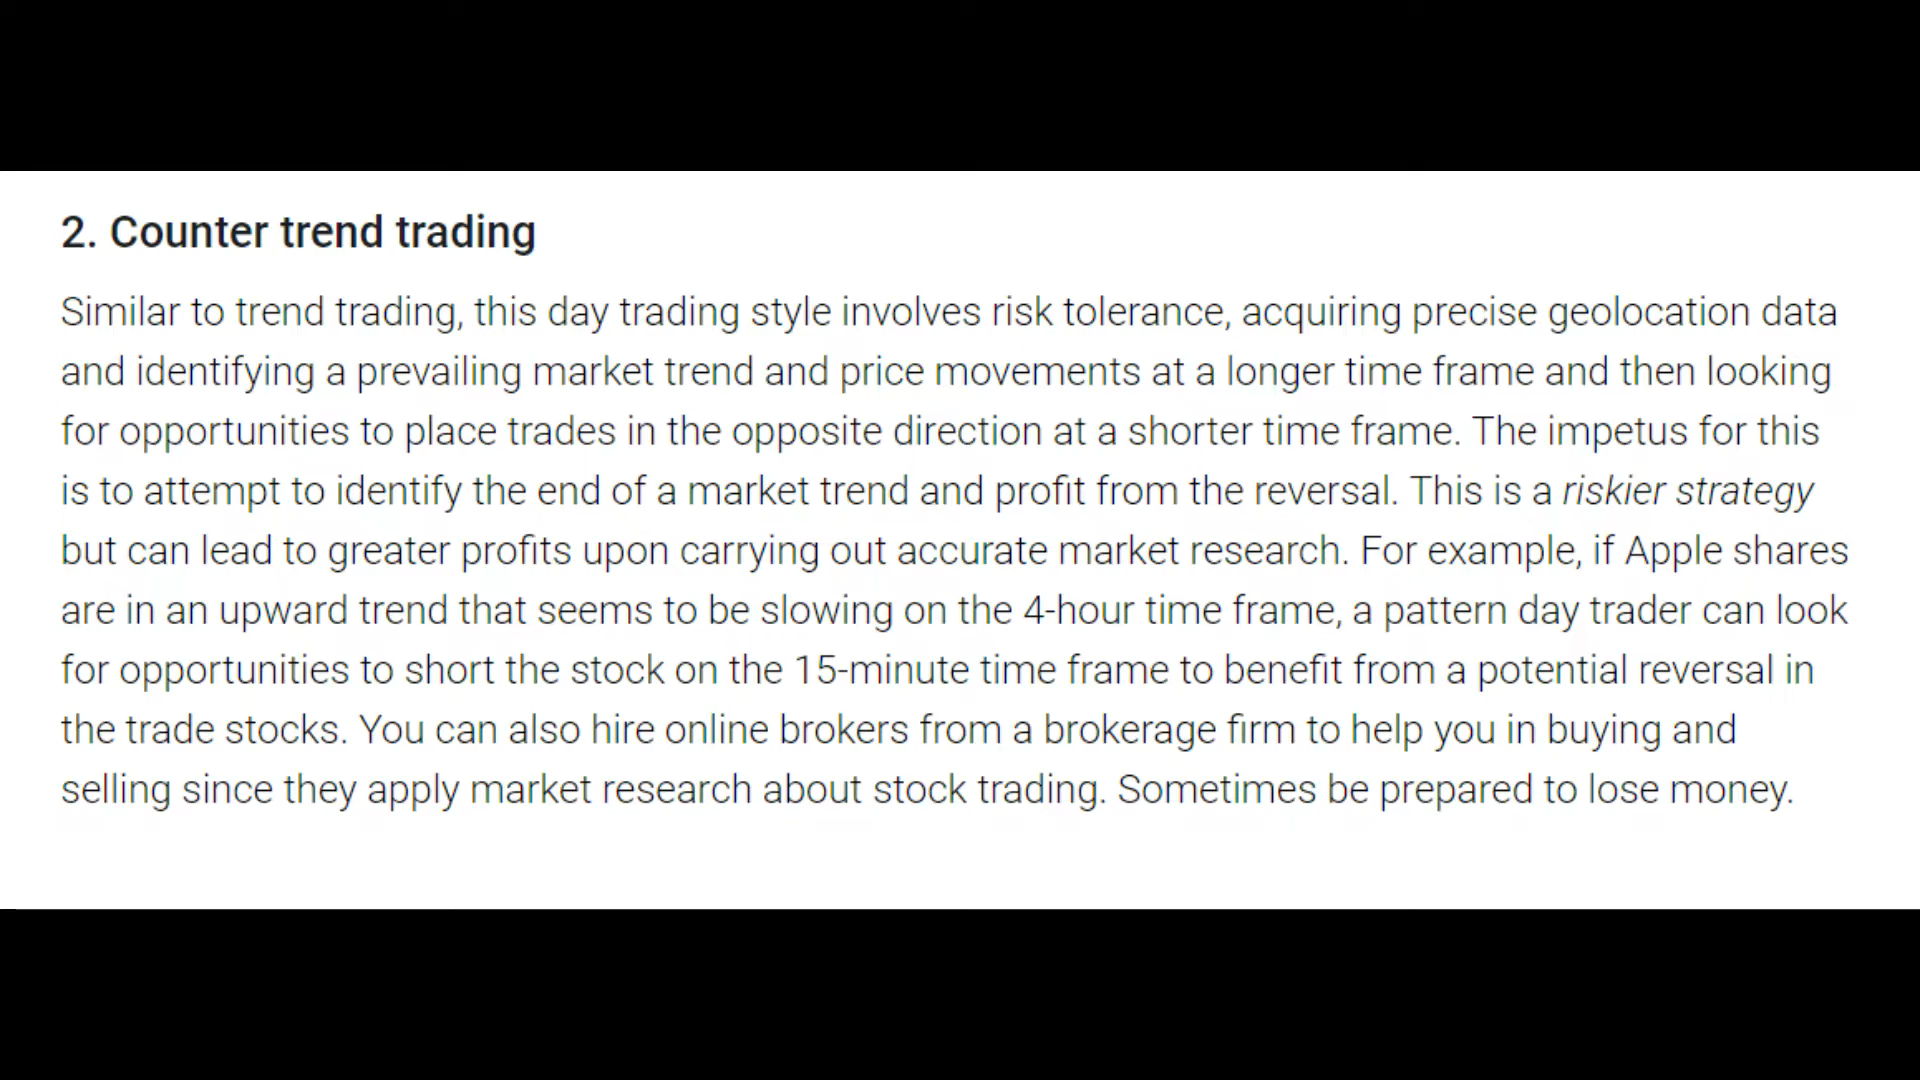 2. Counter trend trading
Similar to trend trading, this day trading style involves risk tolerance, acquiring precise geolocation data
and identifying a prevailing market trend and price movements at a longer time frame and then looking
for opportunities to place trades in the opposite direction at a shorter time frame. The impetus for this
is to attempt to identify the end of a market trend and profit from the reversal. This is a riskier strategy
but can lead to greater profits upon carrying out accurate market research. For example, if Apple shares
are in an upward trend that seems to be slowing on the 4-hour time frame, a pattern day trader can look
for opportunities to short the stock on the 15-minute time frame to benefit from a potential reversal in
the trade stocks. You can also hire online brokers from a brokerage firm to help you in buying and
selling since they apply market research about stock trading. Sometimes be prepared to lose money.